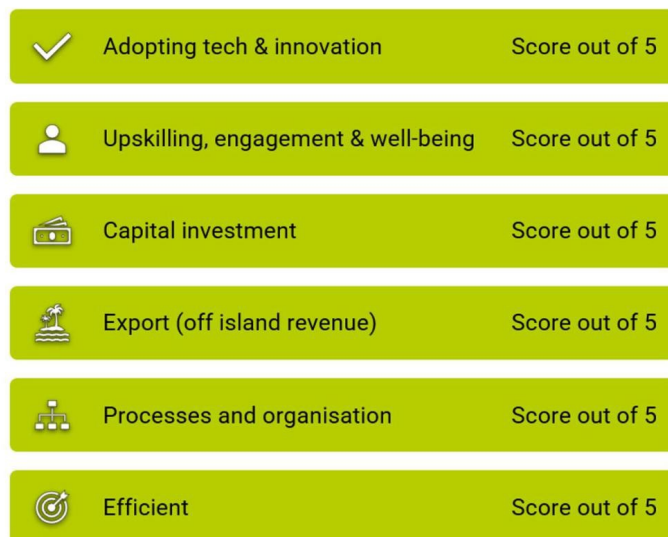 Adopting tech & innovation Score out of 5
Upskilling, engagement & well-being Score out of 5
Capital investment Score out of 5
Export (off island revenue) Score out of 5
Processes and organisation Score out of 5
Efficient Score out of 5